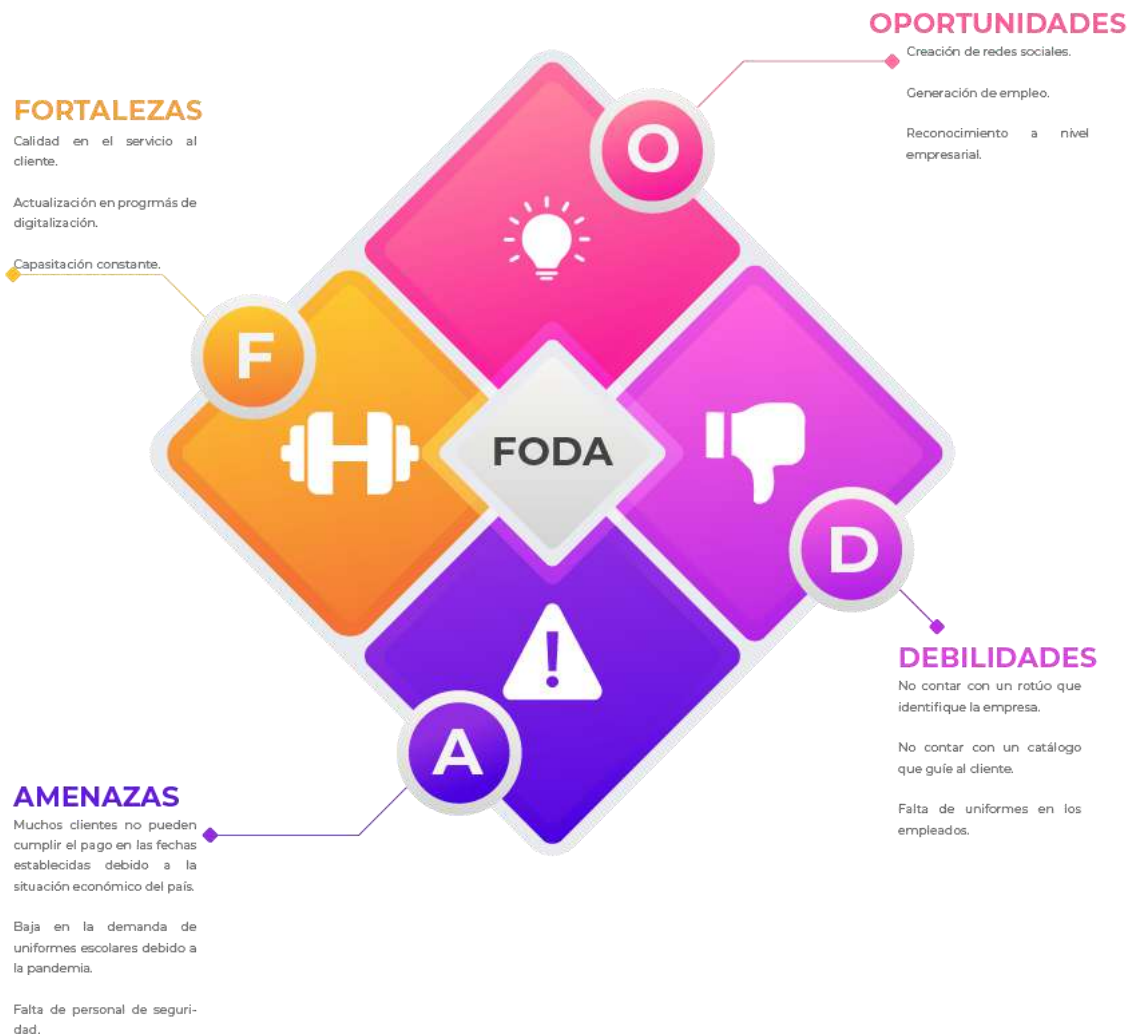 OPORTUNIDADES
Creación de redes sociales.
Generación de empleo.
Reconocimiento a nivel
empresarial.
O
FORTALEZAS
Calidad en el servicio al
cliente.
Actualización en progrmás de
digitalización.
Capasitación constante.
F
FODA
D
DEBILIDADES
No contar con un rotúo que
identifique la empresa.
No contar con un catálogo
que guíe al cliente.
Falta de uniformes en los
empleados.
A
AMENAZAS
Muchos clientes no pueden
cumplir el pago en las fechas
establecidas debido a la
situación económico del país.
Baja en la demanda de
uniformes escolares debido a
la pandemia.
Falta de personal de seguri-
dad.